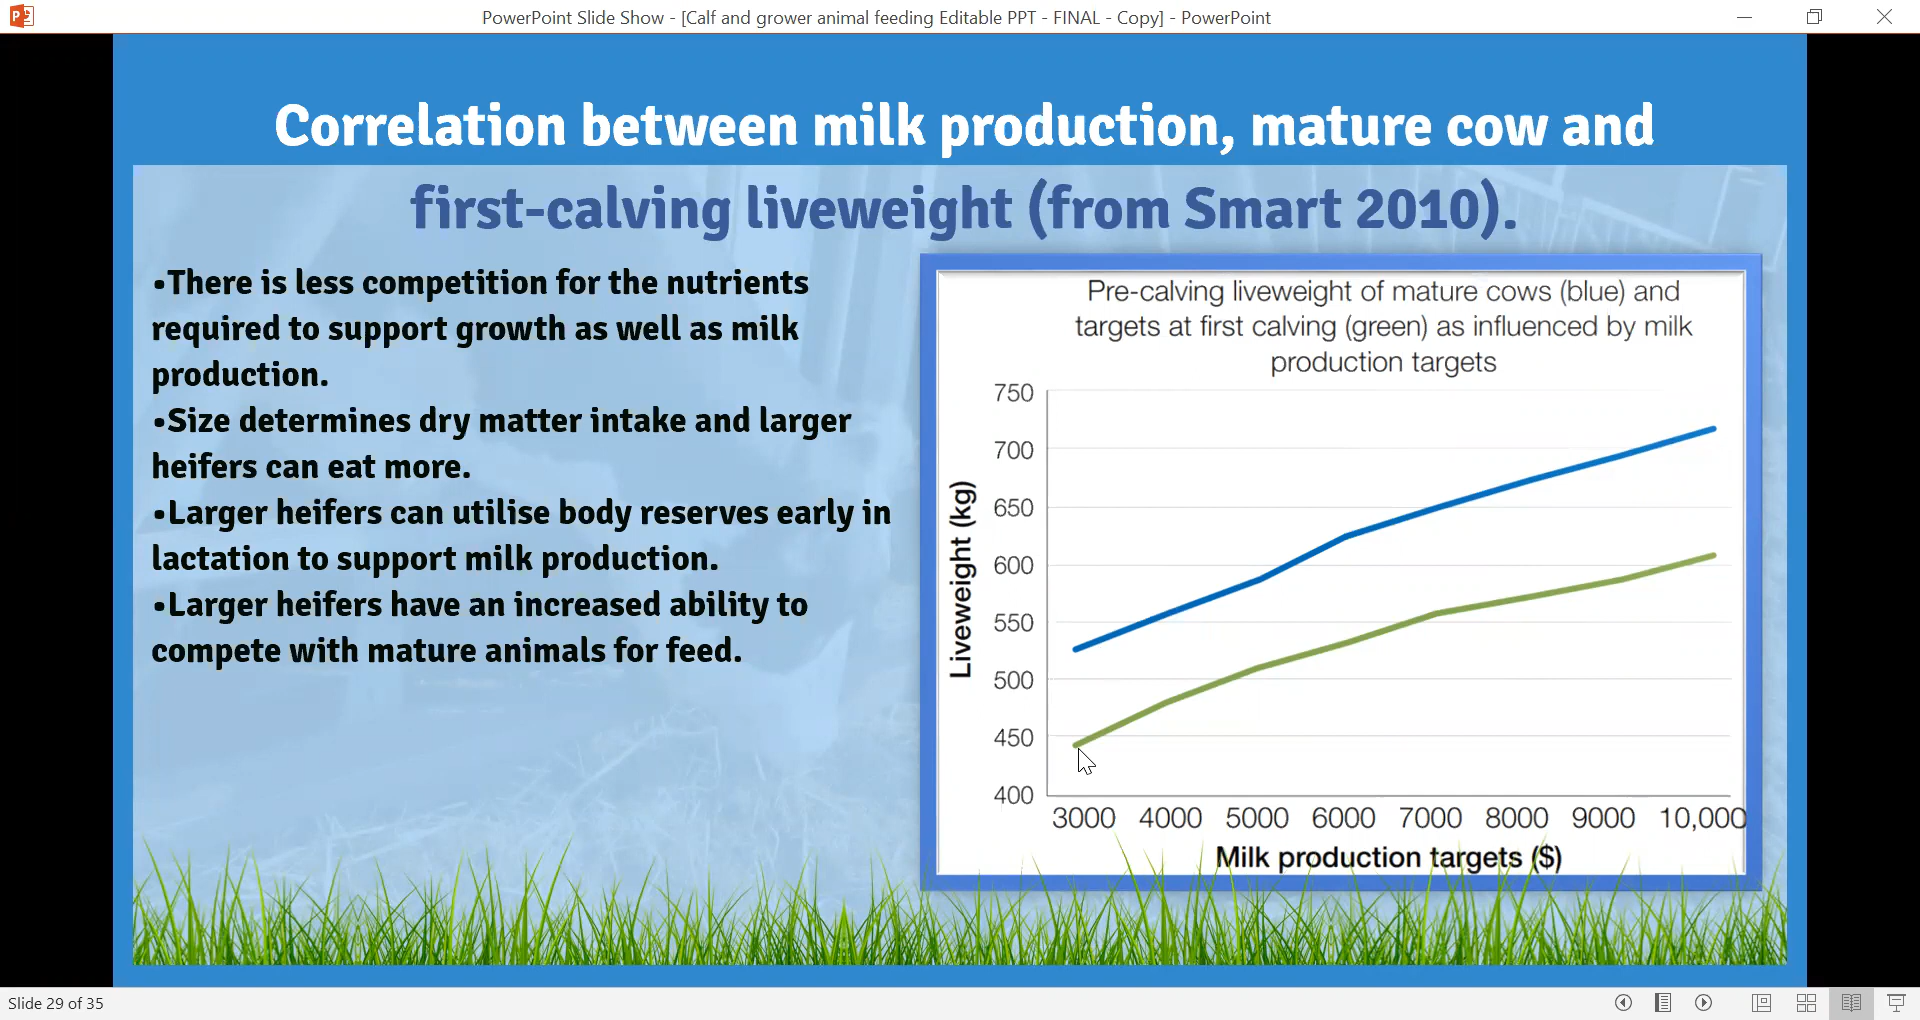 PowerPoint Slide Show - [Calf and grower animal feeding Editable PPT - FINAL - Copy] - PowerPoint
Correlation between milk production, mature cow and
first-calving liveweight (from Smart 2010).
•There is less competition for the nutrients
required to support growth as well as milk
production.
•Size determines dry matter intake and larger
heifers can eat more.
•Larger heifers can utilise body reserves early in
lactation to support milk production.
•Larger heifers have an increased ability to
compete with mature animals for feed.
Pre-calving liveweight of mature cows (blue) and
targets at first calving (green) as influenced by milk
production targets
Liveweight (kg)
750
700
650
600
550
500
450
400
3000 4000 5000 6000 7000 8000 9000 10,000
Milk production targets ($)
Slide 29 of 35